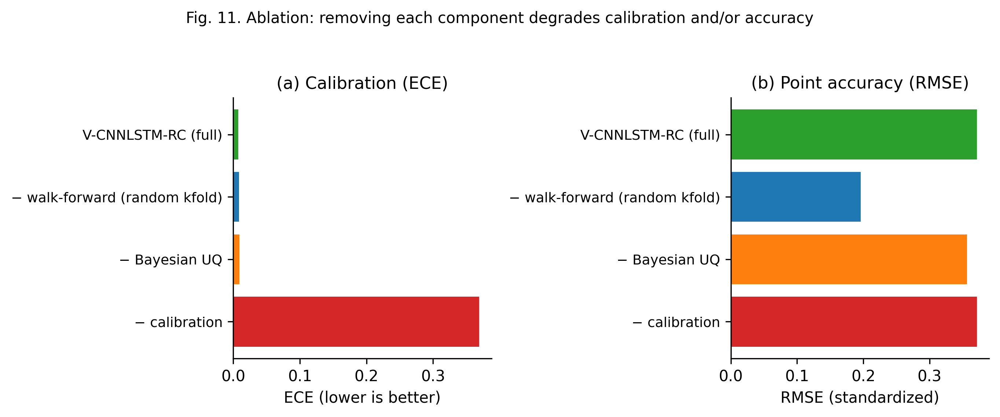 Fig. 11. Ablation: removing each component degrades calibration and/or accuracy
(a) Calibration (ECE)
V-CNNLSTM-RC (full)
− walk-forward (random kfold)
− Bayesian UQ
− calibration
0.0 0.1 0.2 0.3
ECE (lower is better)
(b) Point accuracy (RMSE)
V-CNNLSTM-RC (full)
− walk-forward (random kfold)
− Bayesian UQ
− calibration
0.0 0.1 0.2 0.3
RMSE (standardized)